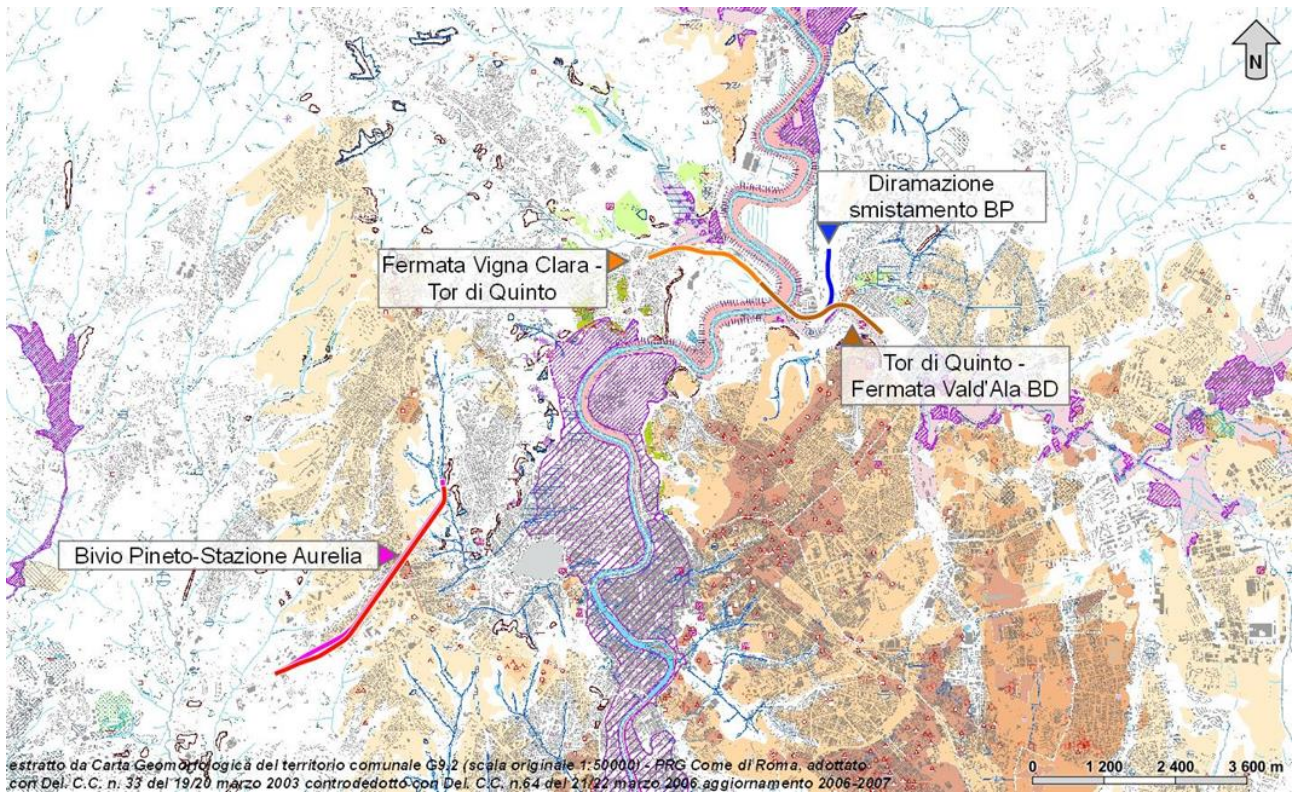 N
Diramazione
smistamento BP
Fermata Vigna Clara -
Tor di Quinto
Tor di Quinto -
Fermata Vald'Ala BD
Bivio Pineto-Stazione Aurelia
estratto da Carta Geomorfologica del territorio comunale G9.2 (scala originale 1:50000) - PRG Come di Roma, adottato
con Del. C.C. n. 33 del 19/20 marzo 2003 controdedotto con Del. C.C. n.64 del 21/22 marzo 2006 aggiornamento 2006-2007
0 1 200 2 400 3 600 m